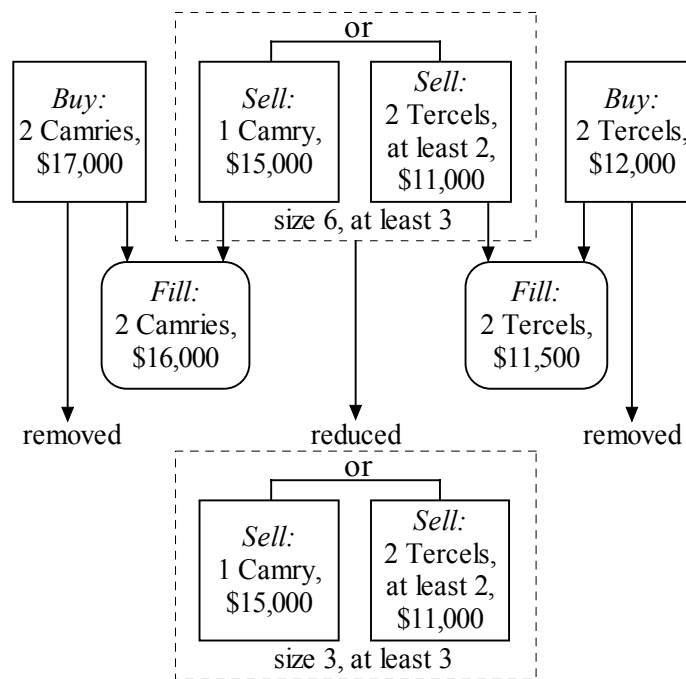 or
Buy:
2 Camries,
$17,000
Sell:
1 Camry,
$15,000
Sell:
2 Tercels,
at least 2,
$11,000
Buy:
2 Tercels,
$12,000
size 6, at least 3
Fill:
2 Camries,
$16,000
Fill:
2 Tercels,
$11,500
removed
reduced
removed
or
Sell:
1 Camry,
$15,000
Sell:
2 Tercels,
at least 2,
$11,000
size 3, at least 3